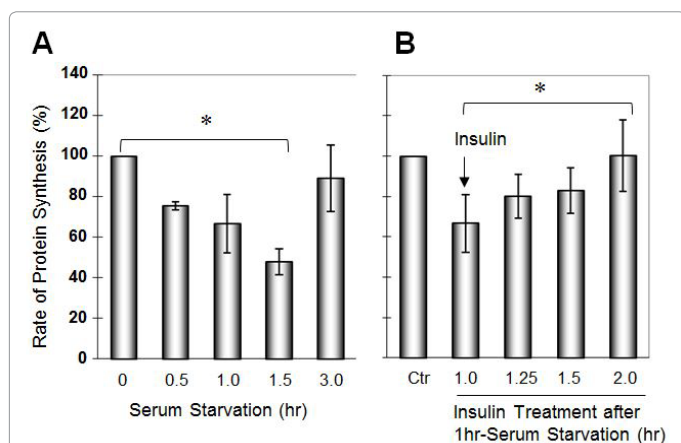 A
B
Rate of Protein Synthesis (%)
140
120
100
80
60
40
20
0
*
0 0.5 1.0 1.5 3.0
Serum Starvation (hr)
*
Insulin
Ctr 1.0 1.25 1.5 2.0
Insulin Treatment after
1hr-Serum Starvation (hr)